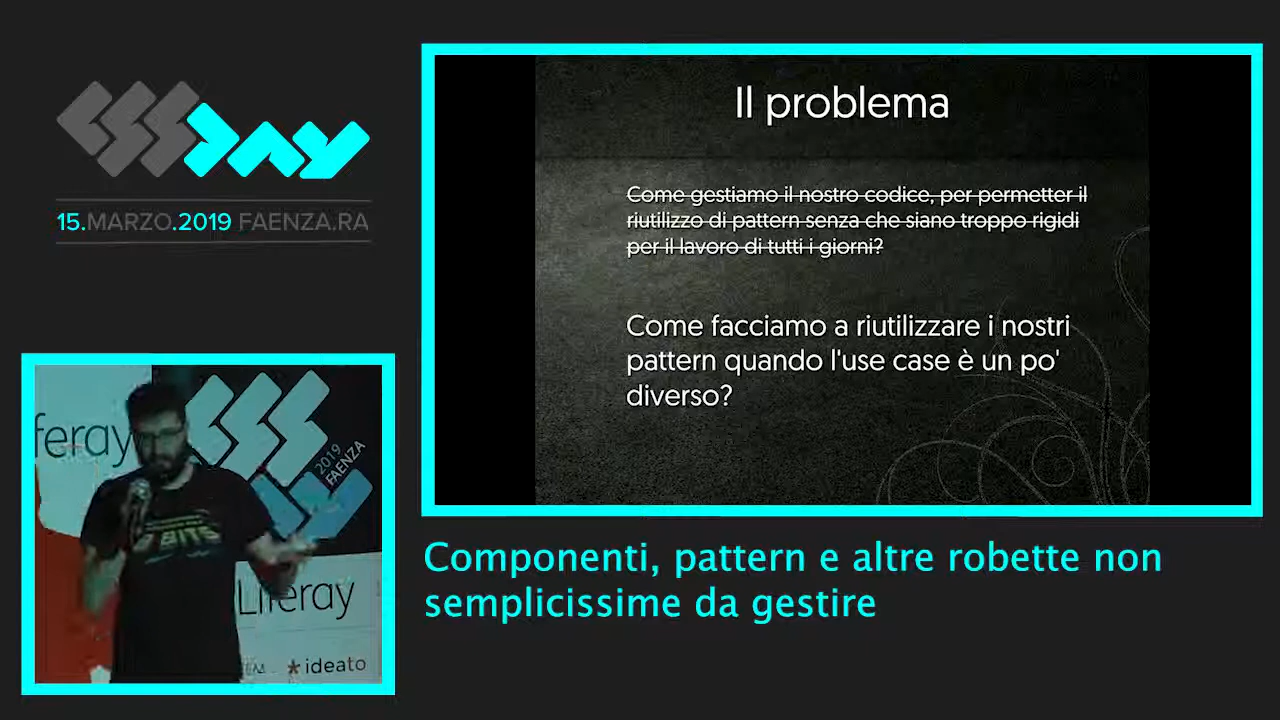 CSS DAY
15.MARZO.2019 FAENZA.RA
Il problema
Come gestiamo il nostro codice, per permetter il
riutilizzo di pattern senza che siano troppo rigidi
per il lavoro di tutti i giorni?
Come facciamo a riutilizzare i nostri
pattern quando l'use case è un po'
diverso?
feray
2019
FAENZA
BITS
Liferay
ideato
Componenti, pattern e altre robette non
semplicissime da gestire